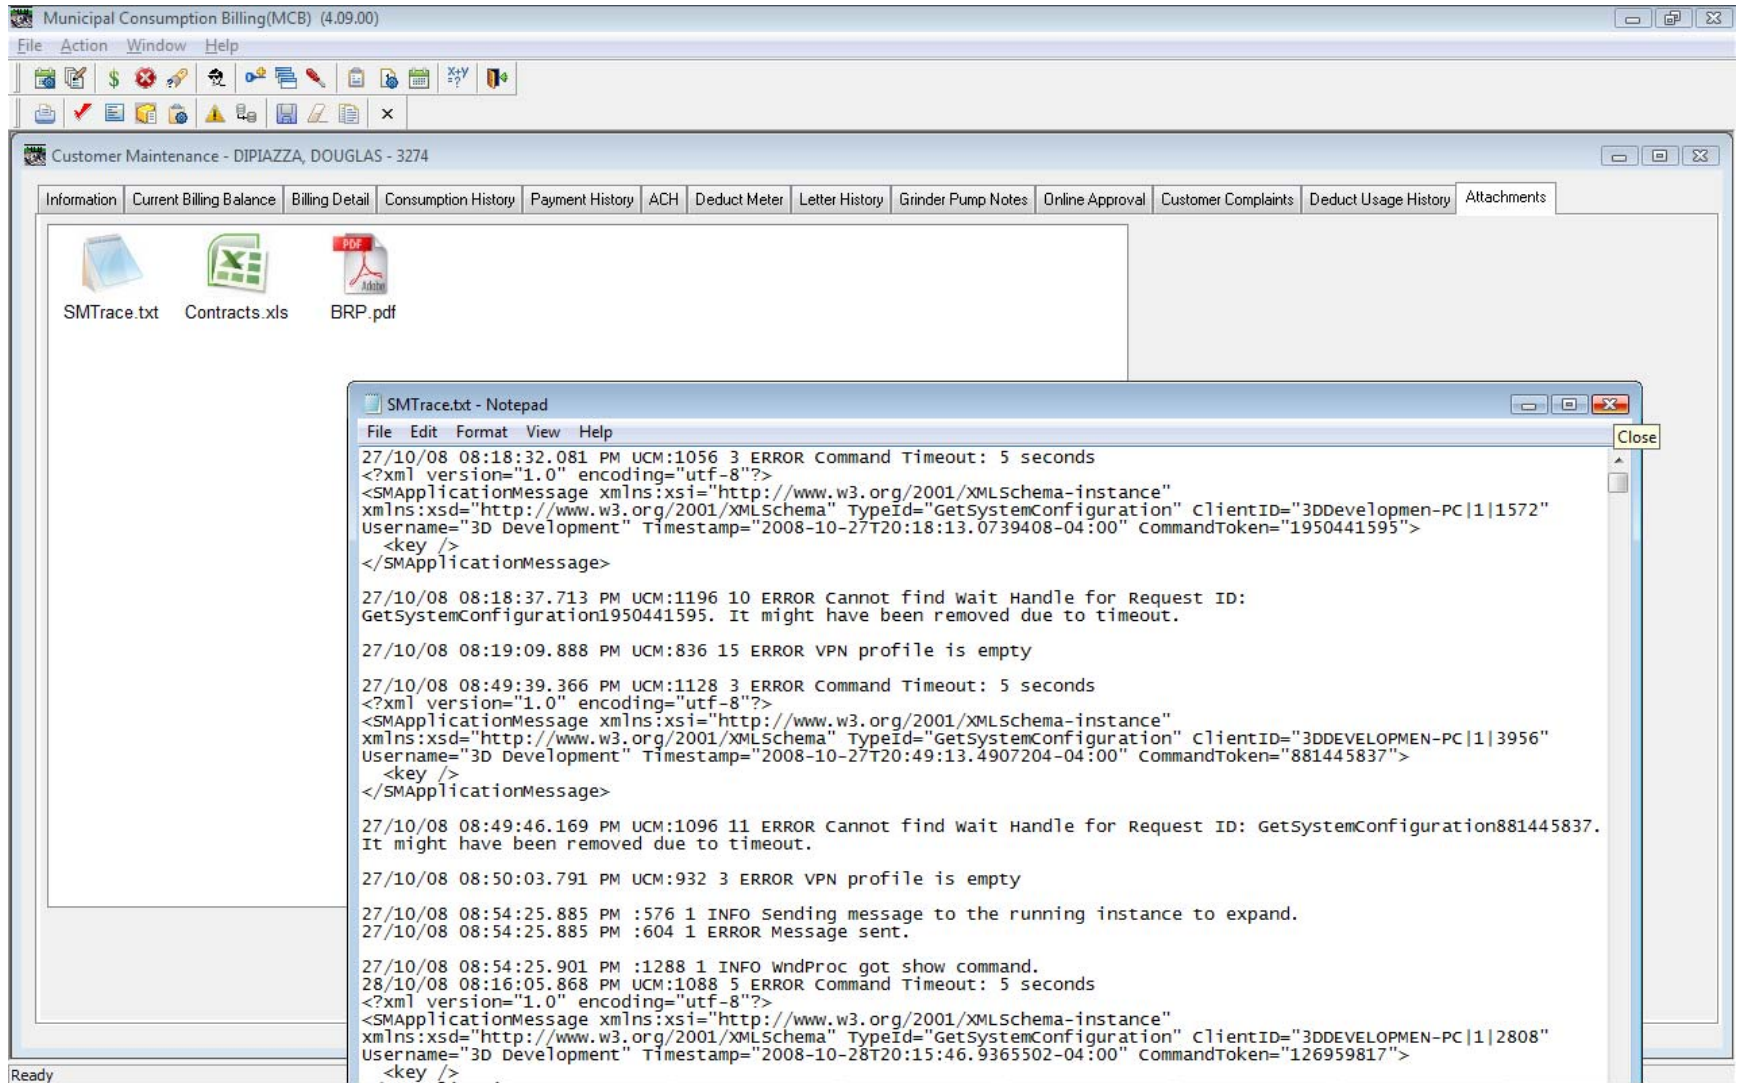 Municipal Consumption Billing(MCB) (4.09.00)
File Action Window Help
Customer Maintenance - DIPIAZZA, DOUGLAS - 3274
Information Current Billing Balance Billing Detail Consumption History Payment History ACH Deduct Meter Letter History Grinder Pump Notes Online Approval Customer Complaints Deduct Usage History Attachments
PDF
Adobe
SMTrace.txt Contracts.xls BRP.pdf
SMTrace.txt - Notepad
File Edit Format View Help
Close
27/10/08 08:18:32.081 PM UCM:1056 3 ERROR Command Timeout: 5 seconds
<?xml version="1.0" encoding="utf-8"?>
<SMApplicationMessage xmlns:xsi="http://www.w3.org/2001/XMLSchema-instance"
xmlns:xsd="http://www.w3.org/2001/XMLSchema" TypeId="GetSystemConfiguration" ClientID="3DDevelopmen-PC|1|1572"
Username="3D Development" Timestamp="2008-10-27T20:18:13.0739408-04:00" CommandToken="1950441595">
<key />
</SMApplicationMessage>
27/10/08 08:18:37.713 PM UCM:1196 10 ERROR Cannot find Wait Handle for Request ID:
GetSystemConfiguration1950441595. It might have been removed due to timeout.
27/10/08 08:19:09.888 PM UCM:836 15 ERROR VPN profile is empty
27/10/08 08:49:39.366 PM UCM:1128 3 ERROR Command Timeout: 5 seconds
<?xml version="1.0" encoding="utf-8"?>
<SMApplicationMessage xmlns:xsi="http://www.w3.org/2001/XMLSchema-instance"
xmlns:xsd="http://www.w3.org/2001/XMLSchema" TypeId="GetSystemConfiguration" ClientID="3DDEVELOPMEN-PC|1|3956"
Username="3D Development" Timestamp="2008-10-27T20:49:13.4907204-04:00" CommandToken="881445837">
<key />
</SMApplicationMessage>
27/10/08 08:49:46.169 PM UCM:1096 11 ERROR Cannot find Wait Handle for Request ID: GetSystemConfiguration881445837.
It might have been removed due to timeout.
27/10/08 08:50:03.791 PM UCM:932 3 ERROR VPN profile is empty
27/10/08 08:54:25.885 PM :576 1 INFO Sending message to the running instance to expand.
27/10/08 08:54:25.885 PM :604 1 ERROR Message sent.
27/10/08 08:54:25.901 PM :1288 1 INFO WndProc got show command.
28/10/08 08:16:05.868 PM UCM:1088 5 ERROR Command Timeout: 5 seconds
<?xml version="1.0" encoding="utf-8"?>
<SMApplicationMessage xmlns:xsi="http://www.w3.org/2001/XMLSchema-instance"
xmlns:xsd="http://www.w3.org/2001/XMLSchema" TypeId="GetSystemConfiguration" ClientID="3DDEVELOPMEN-PC|1|2808"
Username="3D Development" Timestamp="2008-10-28T20:15:46.9365502-04:00" CommandToken="126959817">
<key />
Ready